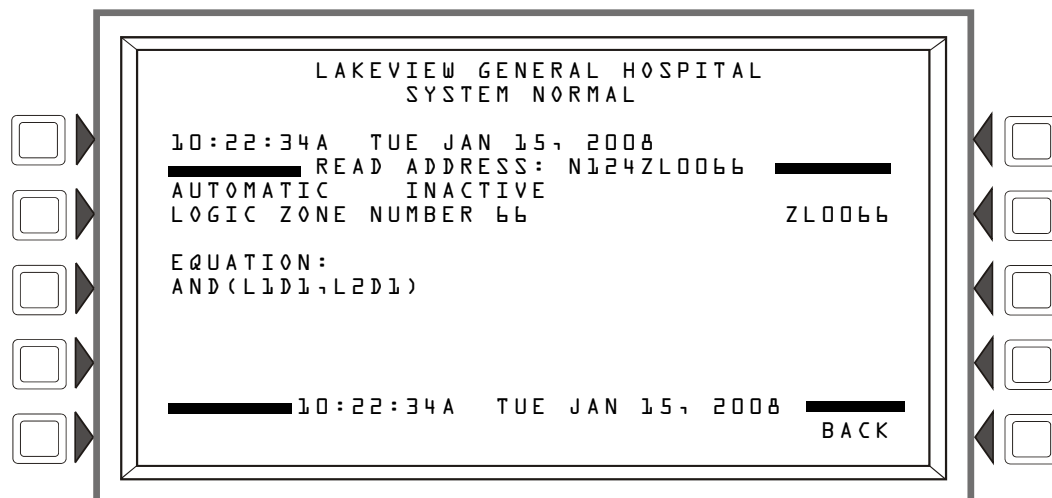 LAKEVIEW GENERAL HOSPITAL
SYSTEM NORMAL
10:22:34A TUE JAN 15, 2008
READ ADDRESS: N124ZL0066
AUTOMATIC INACTIVE
LOGIC ZONE NUMBER 66 ZL0066
EQUATION:
AND(L1D1,L2D1)
10:22:34A TUE JAN 15, 2008
BACK